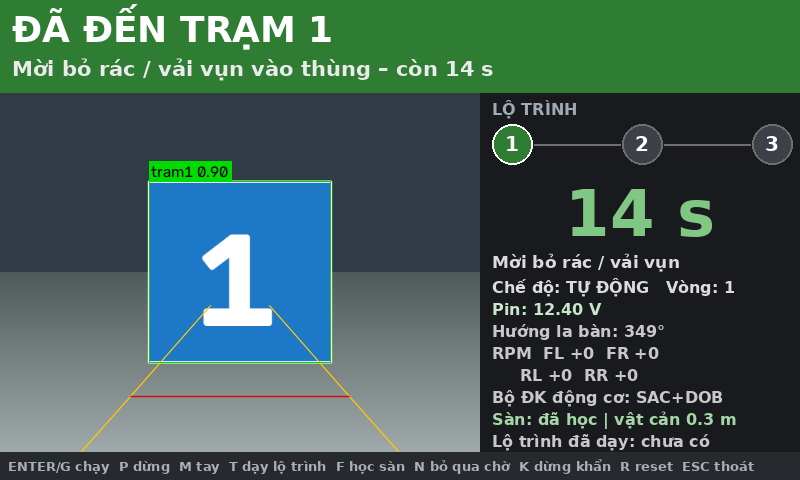 ĐÃ ĐẾN TRẠM 1
Mời bỏ rác / vải vụn vào thùng – còn 14 s
tram1 0.90
1
LỘ TRÌNH
1 2 3
14 s
Mời bỏ rác / vải vụn
Chế độ: TỰ ĐỘNG Vòng: 1
Pin: 12.40 V
Hướng la bàn: 349°
RPM FL +0 FR +0
RL +0 RR +0
Bộ ĐK động cơ: SAC+DOB
Sàn: đã học | vật cản 0.3 m
Lộ trình đã dạy: chưa có
ENTER/G chạy P dừng M tay T dạy lộ trình F học sàn N bỏ qua chờ K dừng khẩn R reset ESC thoát